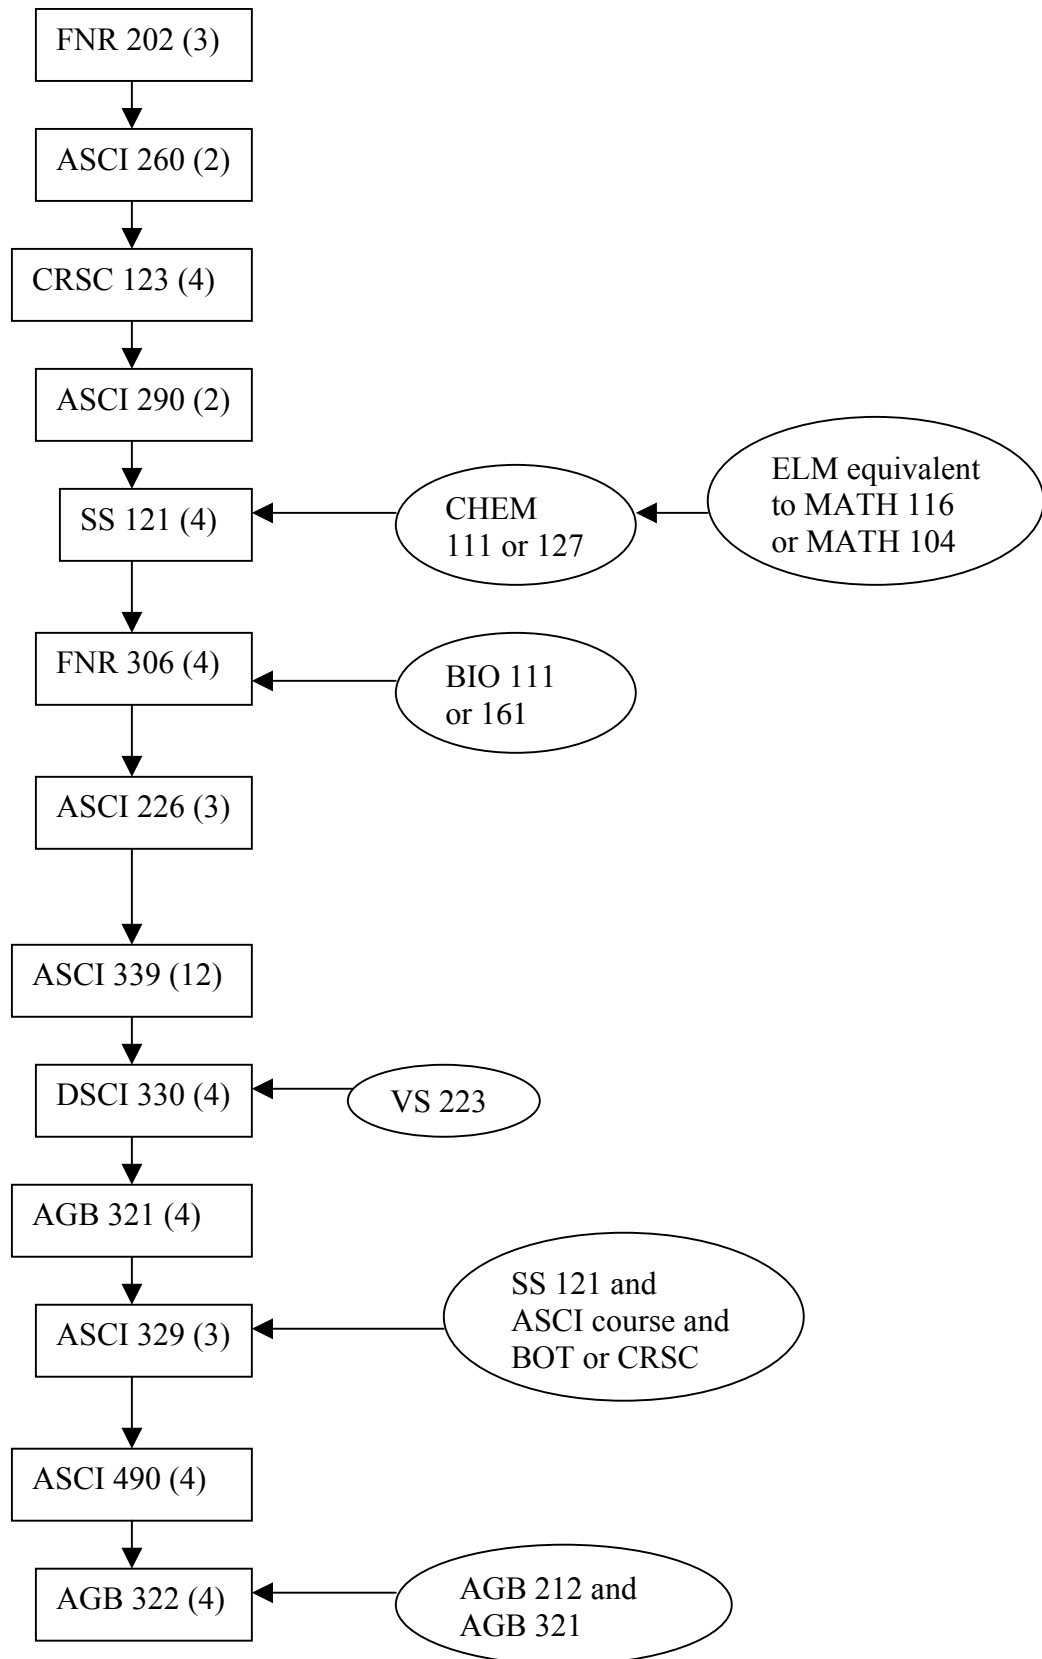 FNR 202 (3)
ASCI 260 (2)
CRSC 123 (4)
ASCI 290 (2)
SS 121 (4)
CHEM
111 or 127
ELM equivalent
to MATH 116
or MATH 104
FNR 306 (4)
BIO 111
or 161
ASCI 226 (3)
ASCI 339 (12)
DSCI 330 (4)
VS 223
AGB 321 (4)
ASCI 329 (3)
SS 121 and
ASCI course and
BOT or CRSC
ASCI 490 (4)
AGB 322 (4)
AGB 212 and
AGB 321